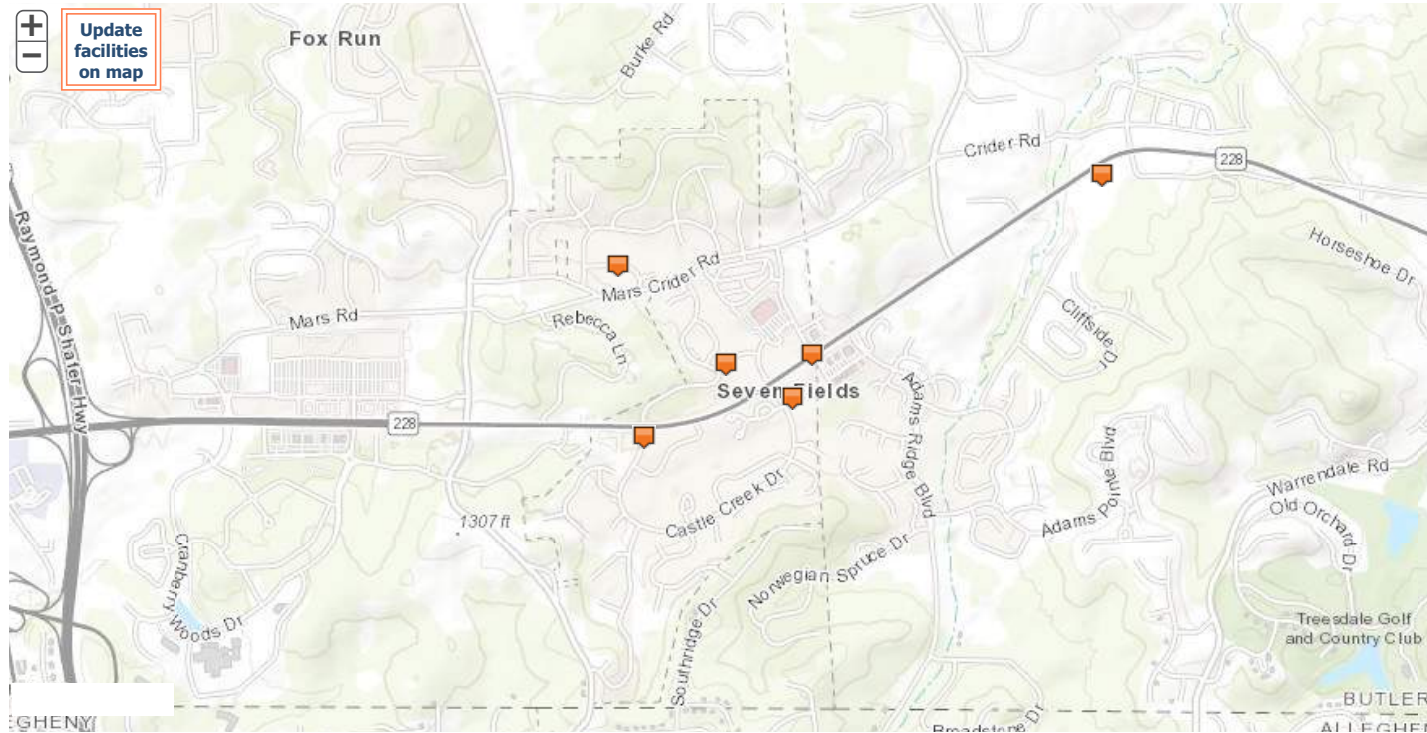 +
−
Update
facilities
on map
Fox Run
Burke Rd
Crider Rd
228
Horseshoe Dr
Raymond P Shafer Hwy
Mars Crider Rd
Mars Rd
Rebecca Ln
Cliffside Dr
Seven Fields
Adams Ridge Blvd
228
Adams Pointe Blvd
Warrendale Rd
Old Orchard Dr
Castle Creek Dr
1307 ft
Norwegian Spruce Dr
Cranberry Woods Dr
Southridge Dr
Treesdale Golf
and Country Club
BUTLER
EGHENY
Broadstone Dr
ALLEGHEN